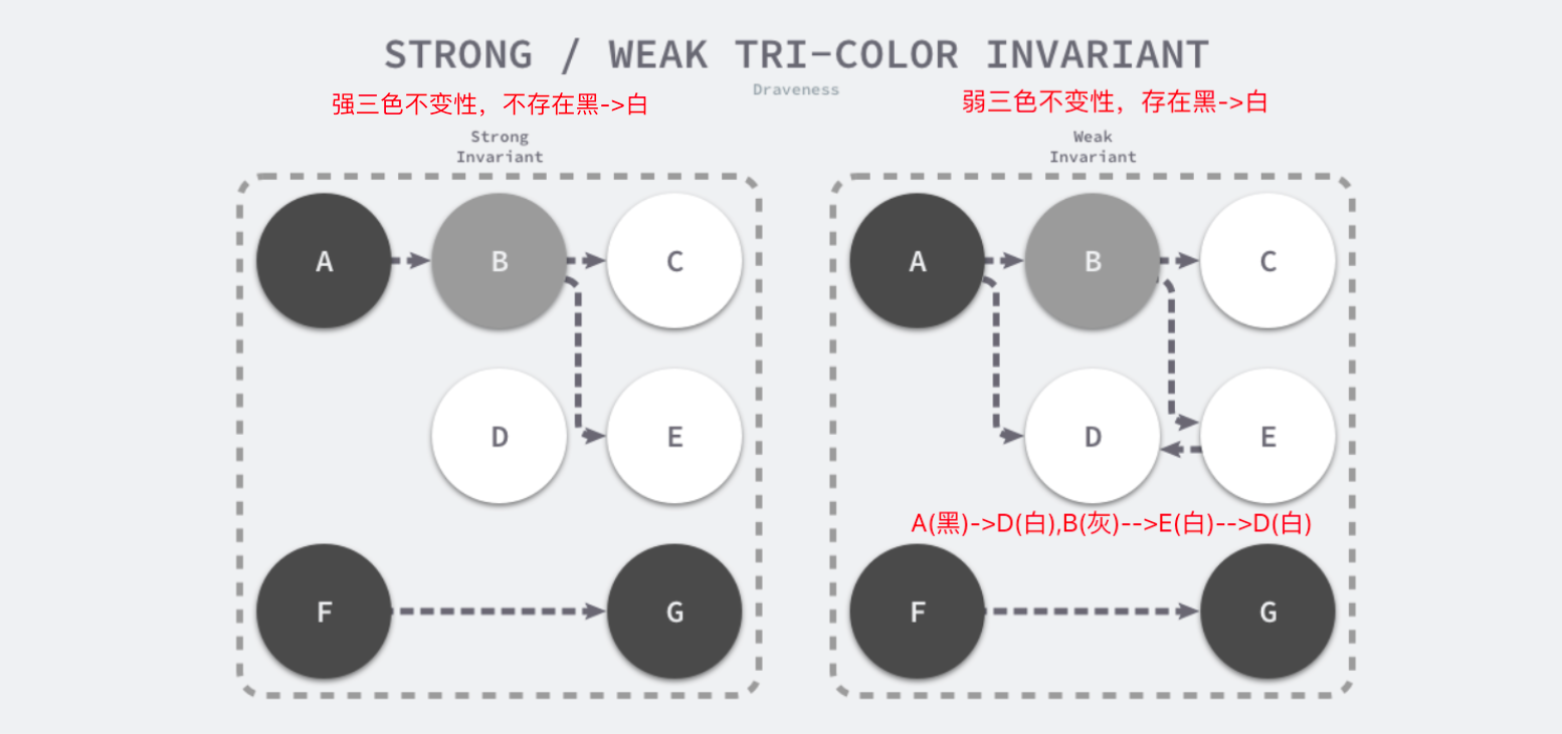 STRONG / WEAK TRI-COLOR INVARIANT
Draveness
强三色不变性，不存在黑->白
弱三色不变性，存在黑->白
Strong
Invariant
Weak
Invariant
A B C
D E
F G
A B C
D E
A(黑)->D(白),B(灰)-->E(白)-->D(白)
F G